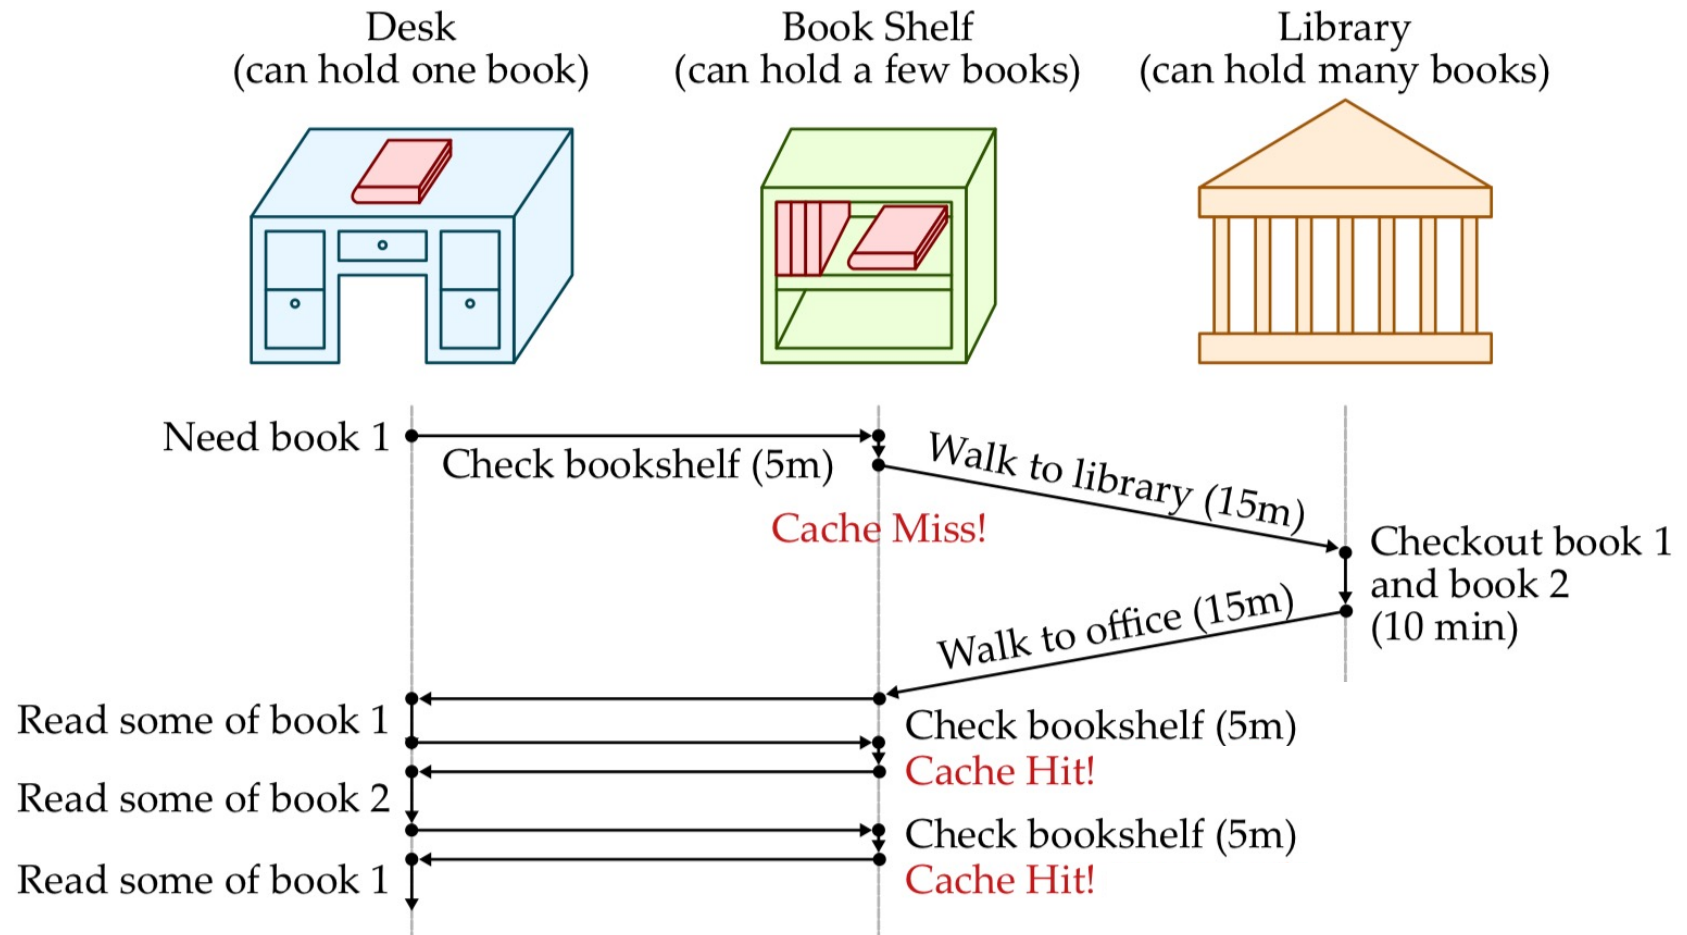 Desk
(can hold one book)
Book Shelf
(can hold a few books)
Library
(can hold many books)
Need book 1
Check bookshelf (5m)
Walk to library (15m)
Cache Miss!
Checkout book 1
and book 2
(10 min)
Walk to office (15m)
Read some of book 1
Check bookshelf (5m)
Cache Hit!
Read some of book 2
Check bookshelf (5m)
Cache Hit!
Read some of book 1